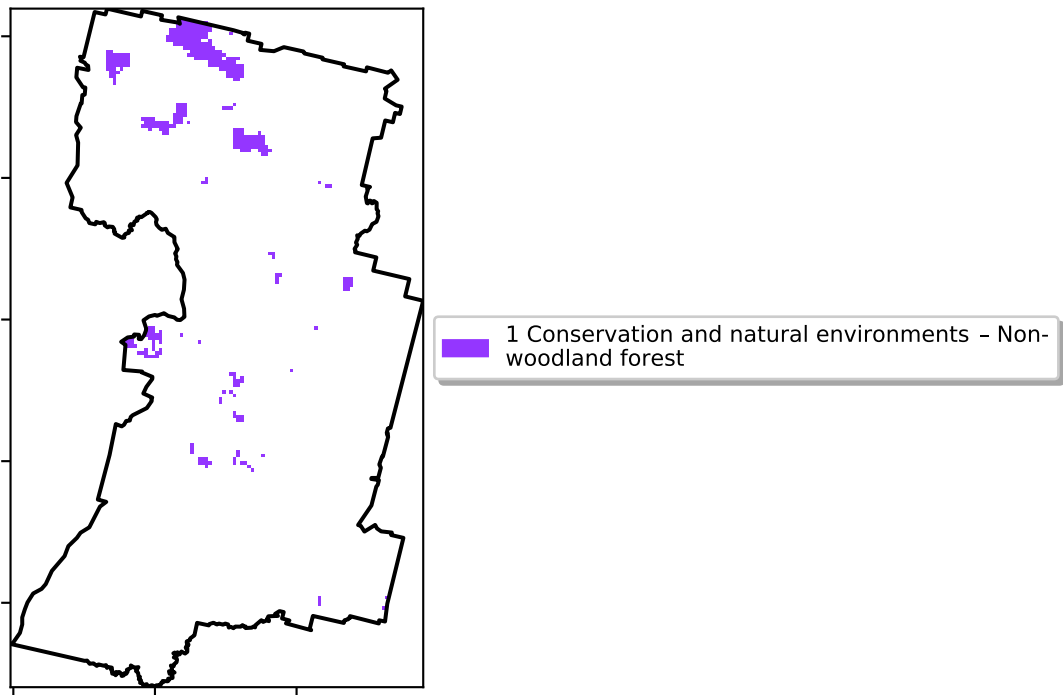 1 Conservation and natural environments – Non-
woodland forest